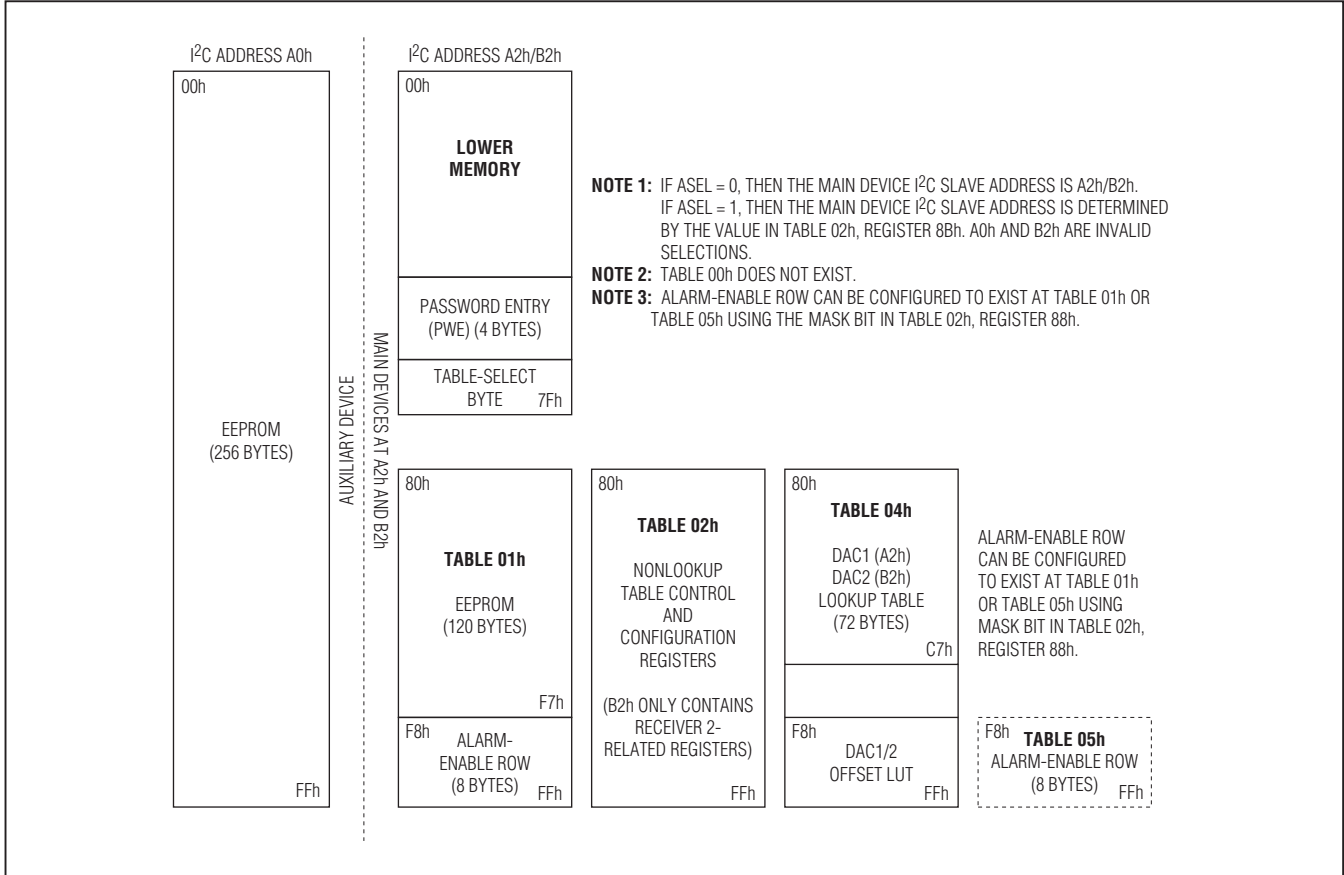 I2C ADDRESS A0h
00h
EEPROM
(256 BYTES)
FFh
AUXILIARY DEVICE
MAIN DEVICES AT A2h AND B2h
I2C ADDRESS A2h/B2h
00h
LOWER
MEMORY
PASSWORD ENTRY
(PWE) (4 BYTES)
TABLE-SELECT
BYTE 7Fh
NOTE 1: IF ASEL = 0, THEN THE MAIN DEVICE I2C SLAVE ADDRESS IS A2h/B2h.
IF ASEL = 1, THEN THE MAIN DEVICE I2C SLAVE ADDRESS IS DETERMINED
BY THE VALUE IN TABLE 02h, REGISTER 8Bh. A0h AND B2h ARE INVALID
SELECTIONS.
NOTE 2: TABLE 00h DOES NOT EXIST.
NOTE 3: ALARM-ENABLE ROW CAN BE CONFIGURED TO EXIST AT TABLE 01h OR
TABLE 05h USING THE MASK BIT IN TABLE 02h, REGISTER 88h.
80h
TABLE 01h
EEPROM
(120 BYTES)
F7h
F8h
ALARM-
ENABLE ROW
(8 BYTES)
FFh
80h
TABLE 02h
NONLOOKUP
TABLE CONTROL
AND
CONFIGURATION
REGISTERS
(B2h ONLY CONTAINS
RECEIVER 2-
RELATED REGISTERS)
FFh
80h
TABLE 04h
DAC1 (A2h)
DAC2 (B2h)
LOOKUP TABLE
(72 BYTES)
C7h
F8h
DAC1/2
OFFSET LUT
FFh
ALARM-ENABLE ROW
CAN BE CONFIGURED
TO EXIST AT TABLE 01h
OR TABLE 05h USING
MASK BIT IN TABLE 02h,
REGISTER 88h.
F8h
TABLE 05h
ALARM-ENABLE ROW
(8 BYTES)
FFh